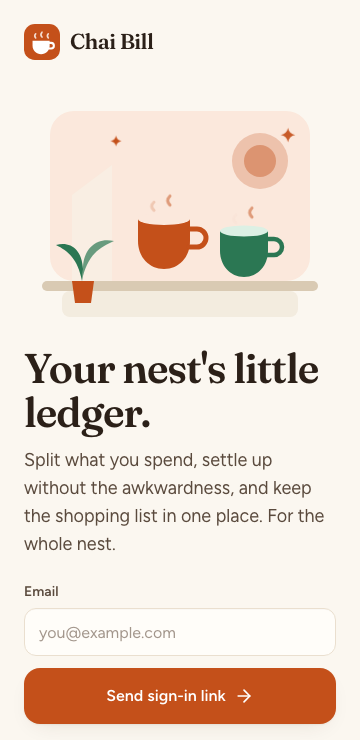 Chai Bill
Your nest's little
ledger.
Split what you spend, settle up
without the awkwardness, and keep
the shopping list in one place. For the
whole nest.
Email
you@example.com
Send sign-in link →